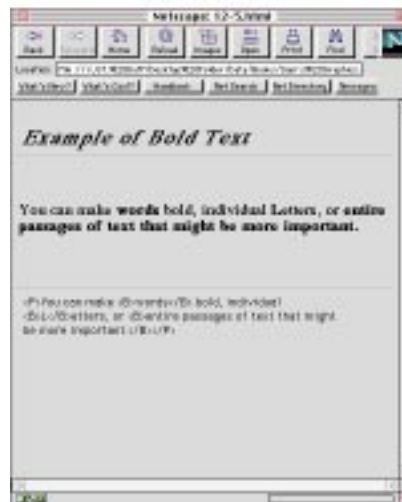 Netscape: 12-5.html
Back Home Reload Images Open Print Find
Location:
What's New? What's Cool? Handbook Net Search Net Directory Newsgroups
Example of Bold Text
You can make words bold, individual Letters, or entire
passages of text that might be more important.
<P>You can make <B>words</B> bold, individual
<B>L</B>etters, or <B>entire passages of text that might
be more important.</B></P>